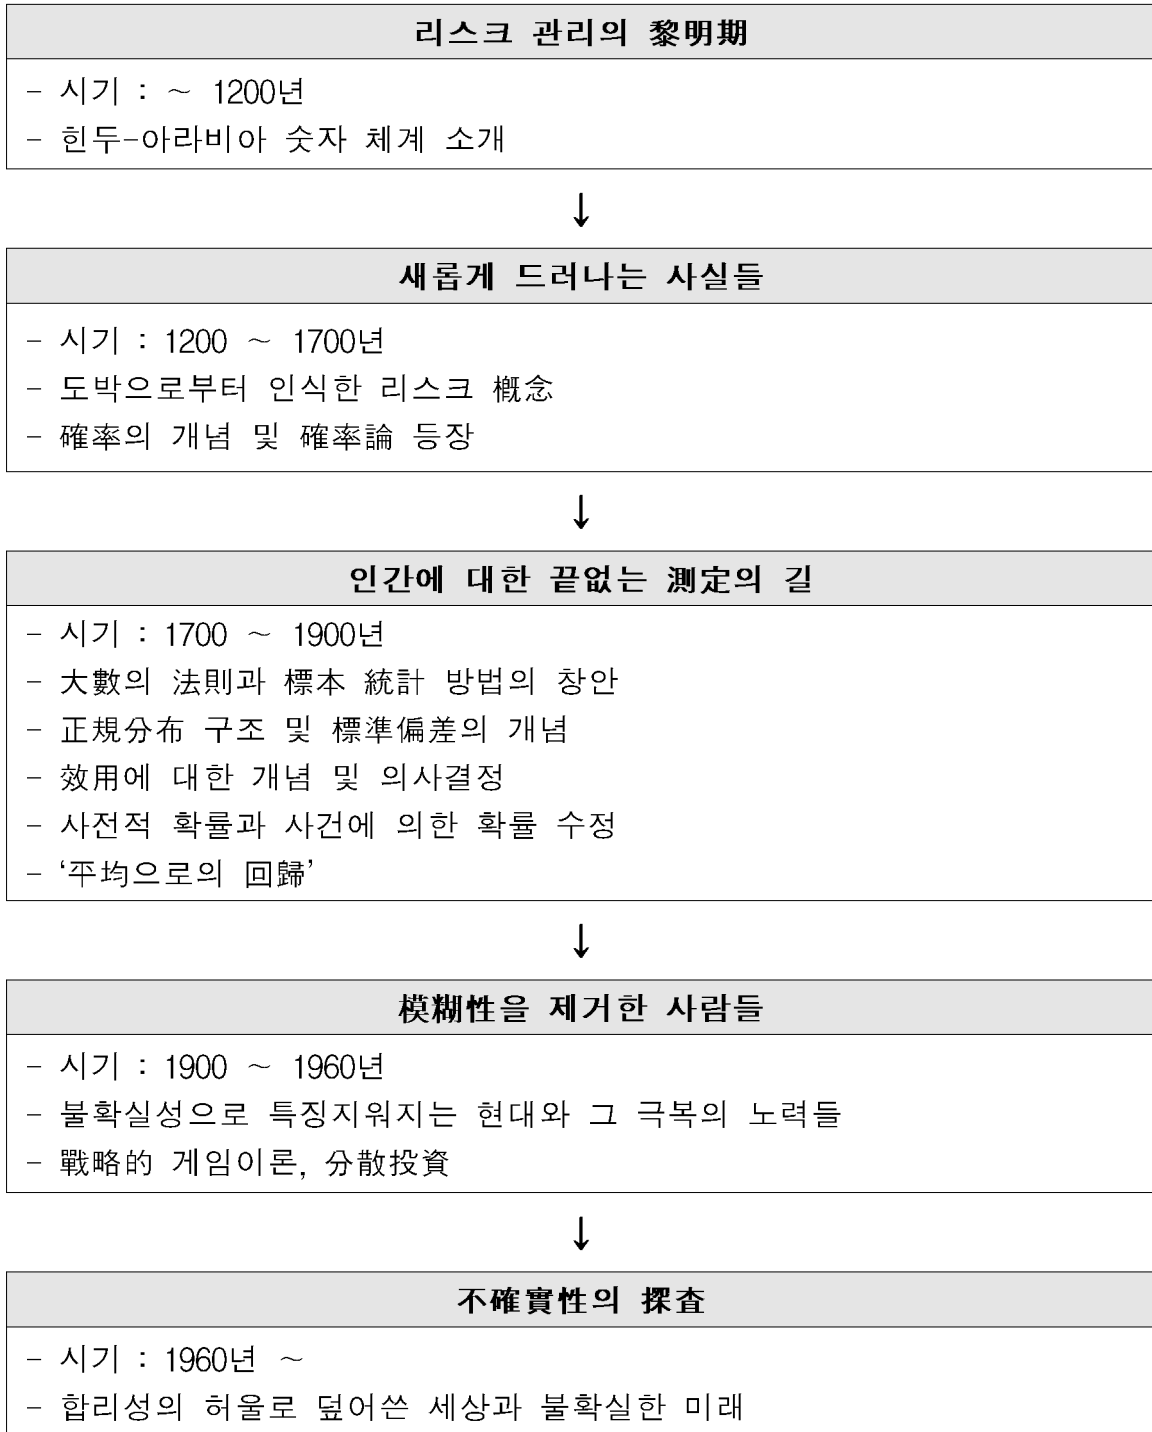 리스크 관리의 黎明期
- 시기 : ~ 1200년
- 힌두-아라비아 숫자 체계 소개
↓
새롭게 드러나는 사실들
- 시기 : 1200 ~ 1700년
- 도박으로부터 인식한 리스크 槪念
- 確率의 개념 및 確率論 등장
↓
인간에 대한 끝없는 測定의 길
- 시기 : 1700 ~ 1900년
- 大數의 法則과 標本 統計 방법의 창안
- 正規分布 구조 및 標準偏差의 개념
- 效用에 대한 개념 및 의사결정
- 사전적 확률과 사건에 의한 확률 수정
- ‘平均으로의 回歸’
↓
模糊性을 제거한 사람들
- 시기 : 1900 ~ 1960년
- 불확실성으로 특징지워지는 현대와 그 극복의 노력들
- 戰略的 게임이론, 分散投資
↓
不確實性의 探査
- 시기 : 1960년 ~
- 합리성의 허울로 덮어쓴 세상과 불확실한 미래